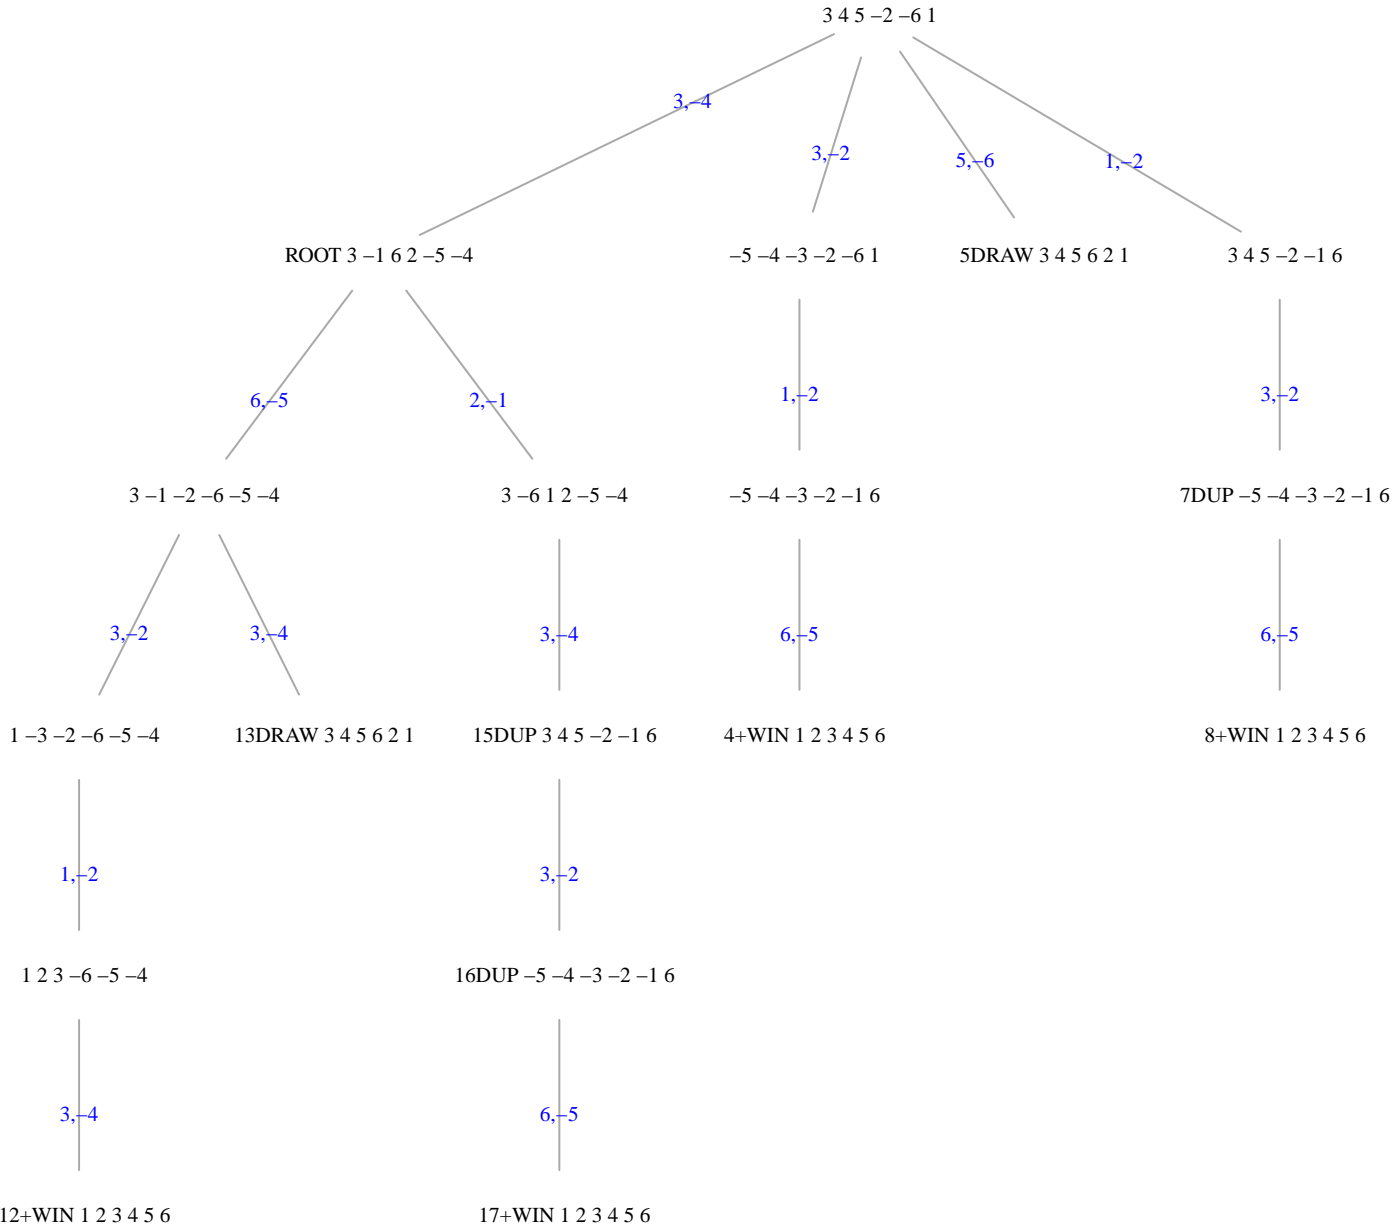 3 4 5 –2 –6 1
3,–4
3,–2
5,–6
1,–2
ROOT 3 –1 6 2 –5 –4
–5 –4 –3 –2 –6 1
5DRAW 3 4 5 6 2 1
3 4 5 –2 –1 6
6,–5
2,–1
1,–2
3,–2
3 –1 –2 –6 –5 –4
3 –6 1 2 –5 –4
–5 –4 –3 –2 –1 6
7DUP –5 –4 –3 –2 –1 6
3,–2
3,–4
3,–4
6,–5
6,–5
1 –3 –2 –6 –5 –4
13DRAW 3 4 5 6 2 1
15DUP 3 4 5 –2 –1 6
4+WIN 1 2 3 4 5 6
8+WIN 1 2 3 4 5 6
1,–2
3,–2
1 2 3 –6 –5 –4
16DUP –5 –4 –3 –2 –1 6
3,–4
6,–5
12+WIN 1 2 3 4 5 6
17+WIN 1 2 3 4 5 6